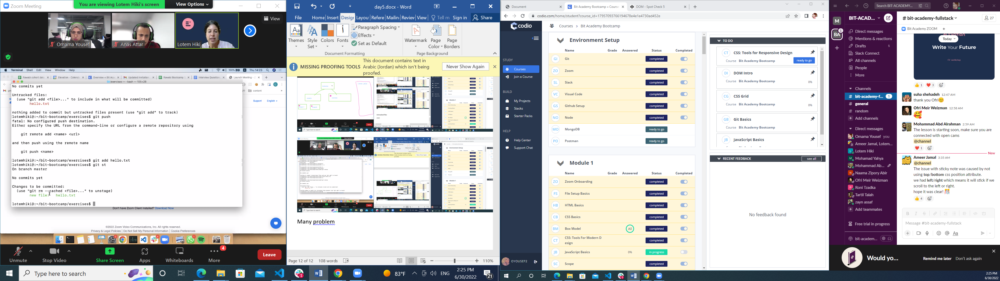 Zoom Meeting
You are viewing Lotem Hiki's screen
View Options
View
Omama Yousef
Anas Attar
Lotem Hiki
Terminal Shell Edit View Window Help
100%
Thu 14:23
Rawabi cohort date
Elevation - Calenda
Overview « Bit Ac
Updated invitation:
Rawabi Bootcamp
Interview Question
Launch Meeting - Z
exercises — -bash — 105×28
content
Support
English
No commits yet
Untracked files:
(use "git add <file>..." to include in what will be committed)
hello.txt
nothing added to commit but untracked files present (use "git add" to track)
lotemhiki@:~/bit-bootcamp/exercises$ git push
fatal: No configured push destination.
Either specify the URL from the command-line or configure a remote repository using
git remote add <name> <url>
and then push using the remote name
git push <name>
lotemhiki@:~/bit-bootcamp/exercises$ git add hello.txt
lotemhiki@:~/bit-bootcamp/exercises$ git st
On branch master
No commits yet
Changes to be committed:
(use "git rm --cached <file>..." to unstage)
new file: hello.txt
lotemhiki@:~/bit-bootcamp/exercises$
Don't have Zoom Client installed? Download Now
©2022 Zoom Video Communications, Inc. All rights reserved.
Privacy & Legal Policies | Do Not Sell My Personal Information | Cookie Preferences
Unmute
Stop Video
Share Screen
Apps
Whiteboards
More
4
Leave
Type here to search
83°F
ENG
2:25 PM
6/30/2022
21
day5.docx - Word
File Home Insert Design Layou Refere Mailin Review View Tell m Sign in Share
Themes
Style Set
Colors
Fonts
Paragraph Spacing
Effects
Set as Default
Document Formatting
Watermark
Page Color
Page Borders
Page Background
MISSING PROOFING TOOLS
This document contains text in
Arabic (Jordan) which isn't being
proofed.
Never Show Again
Many problem
Page 12 of 12
108 words
110%
Document
Bit Academy Bootcamp « Course
DOM - Spot Check 5
codio.com/home/student?course_id=17957093766194678e4e1e4730ad452e
codio
Courses > Bit Academy Bootcamp
STUDY
Courses
Join a Course
BUILD
My Projects
Stacks
Starter Packs
HELP
Help Center
Support Chat
OYOUSEF2
Environment Setup
Name Grade Answered Status Completed
GI Git completed
ZO Zoom completed
SL Slack completed
VC Visual Code completed
GS Github Setup completed
NO Node completed
MO MongoDB ready to go
PO Postman ready to go
Module 1
Name Grade Answered Status Completed
ZO Zoom Onboarding completed
FS File Setup Basics completed
HB HTML Basics completed
CB CSS Basics completed
BM Box Model All completed
CT CSS: Tools For Modern D
esign completed
JB JavaScript Basics 0% in progress
SC Scope completed
TO DO
CT CSS: Tools for Responsive Design
Course Bit Academy Bootcamp ready to go
DI DOM Intro
Course Bit Academy Bootcamp 0%
CG CSS Grid
Course Bit Academy Bootcamp 0%
GB Git Basics
Course Bit Academy Bootcamp
JB JavaScript Basics
RECENT FEEDBACK
see all
No feedback found
Search BIT-ACADEMY...
M
BA
1
BIT-ACAD...
Direct messages
Mentions & reactions
Drafts 1
Slack Connect
All channels
People
More
Channels
# bit-academy-f... 1
# general
# random
Add channels
Direct messages
Omama Yousef you
Ameer Jamal, Lotem...
Lotem Hiki
Mohamad Yahya
Mohammad Ab...
Naama Zipory Abir
Ofri Meir Weizman
Roni Tzadka
Tartil Talah
zayn assaf
Add teammates
Free trial in progress
bit-academ...
# bit-academy-fullstack
27
Bit Academy ZOOM
Today
Write Your Future
1 3
suha shehadeh 12:47 AM
thank you Ofri
Ofri Meir Weizman 12:58 AM
Mohammad Abd Alrahman 2:59 AM
The lesson is starting soon, make sure you are
connected with open cams
@channel
1
New
Ameer Jamal 3:35 AM
@channel
The issue with sticky note was caused by not
using top/bottom css position attribute.
we had left/right which means it will stick if we
scroll to the left or right.
hope it was clear!
4
Message #bit-academy-fullstack
Would yo...
Remind me later
Don't ask again
2:25 PM
6/30/2022